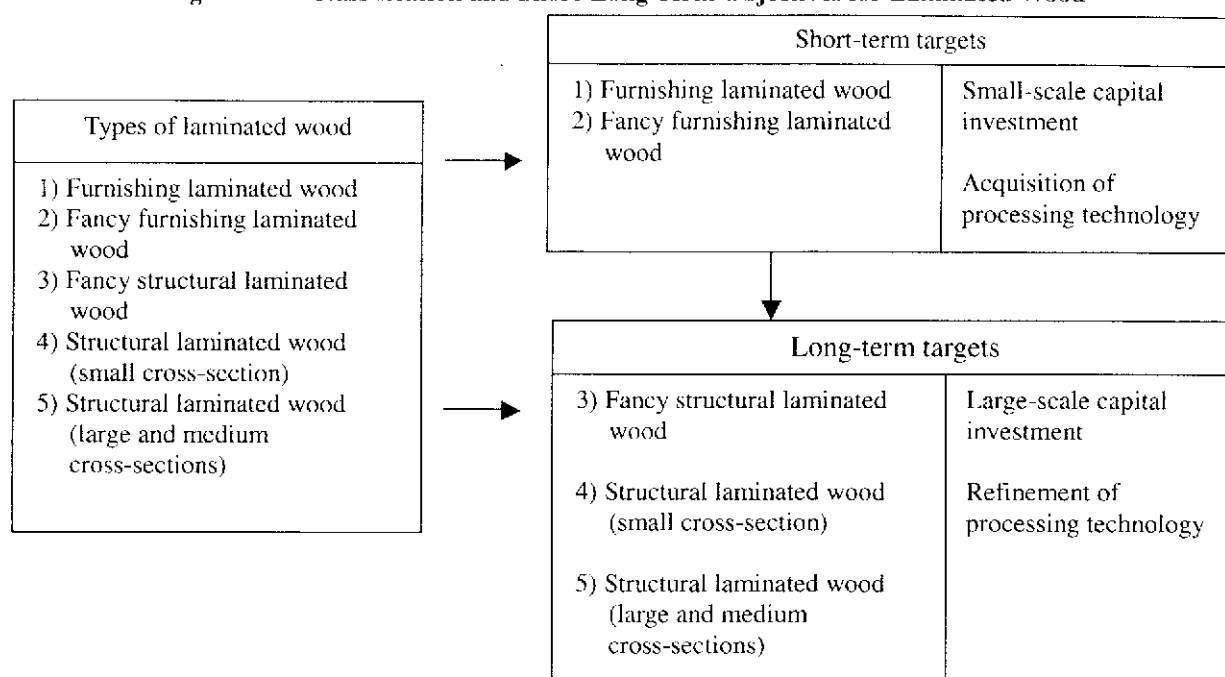 Types of laminated wood
1) Furnishing laminated wood
2) Fancy furnishing laminated
wood
3) Fancy structural laminated
wood
4) Structural laminated wood
(small cross-section)
5) Structural laminated wood
(large and medium
cross-sections)
Short-term targets
1) Furnishing laminated wood
2) Fancy furnishing laminated
wood
Small-scale capital
investment
Acquisition of
processing technology
Long-term targets
3) Fancy structural laminated
wood
4) Structural laminated wood
(small cross-section)
5) Structural laminated wood
(large and medium
cross-sections)
Large-scale capital
investment
Refinement of
processing technology